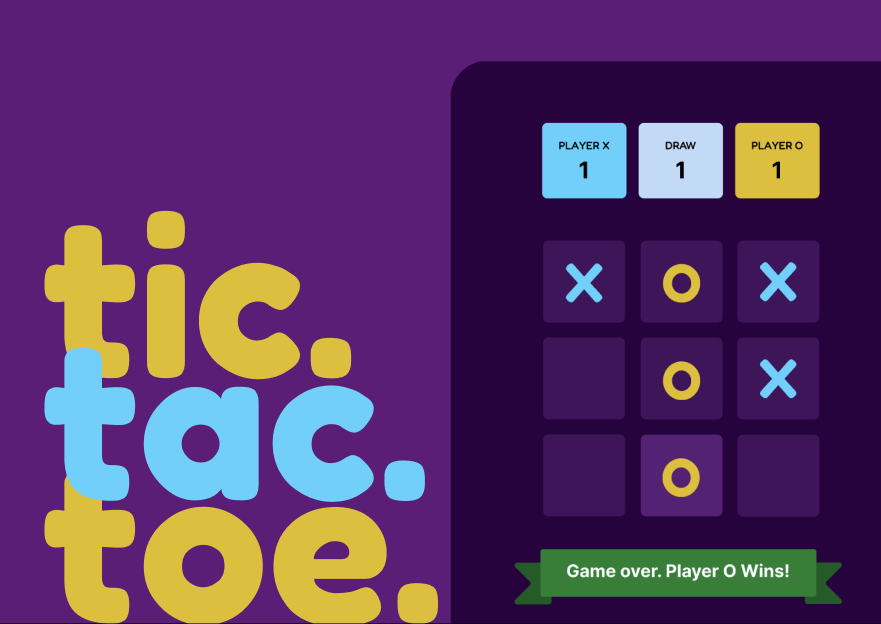 tic.
tac.
toe.
PLAYER X DRAW PLAYER O
1 1 1
X O X
O X
O
Game over. Player O Wins!